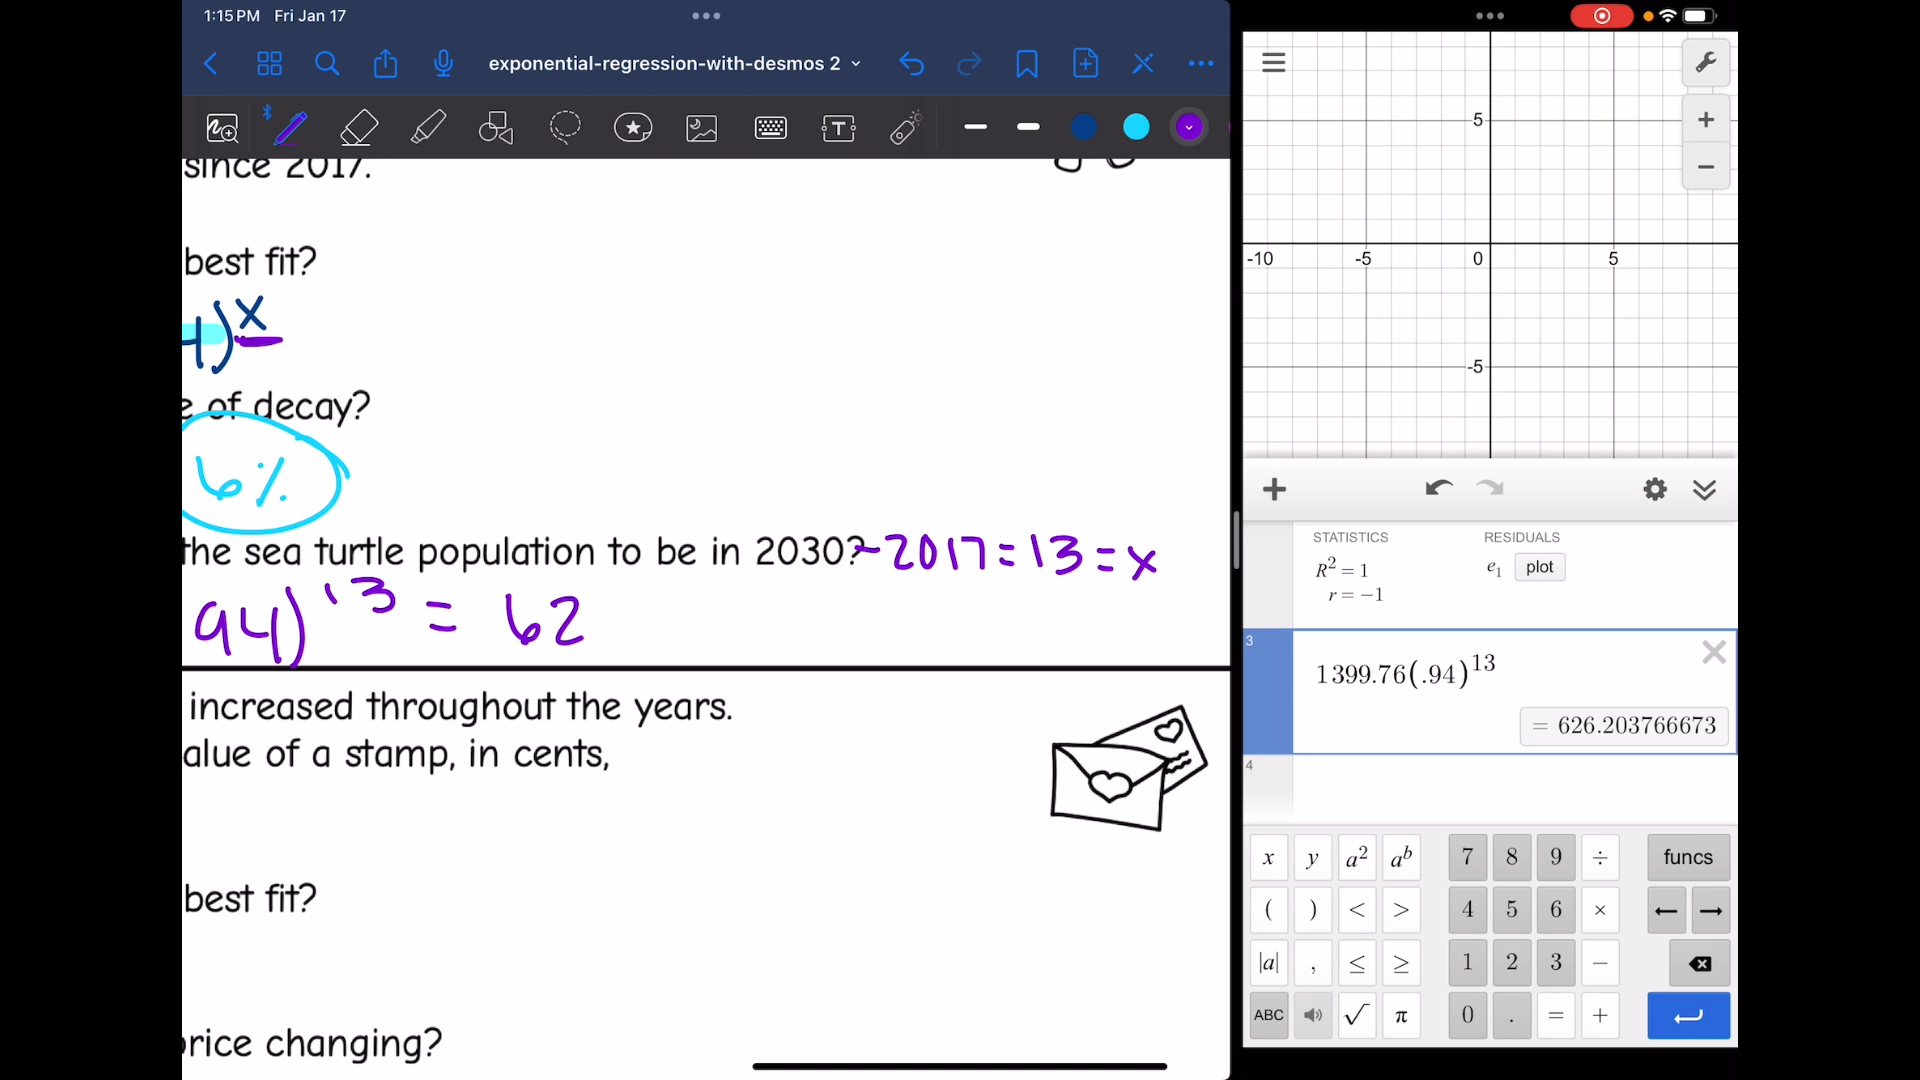 1:15 PM Fri Jan 17
exponential-regression-with-desmos 2
since 2017.
best fit?
4)^x
e of decay?
6%
the sea turtle population to be in 2030? -2017 = 13 = x
94)^13 = 62
increased throughout the years.
alue of a stamp, in cents,
best fit?
rice changing?
5
-10 -5 0 5
-5
STATISTICS RESIDUALS
R² = 1 e₁ plot
r = −1
3
1399.76(.94)^13
= 626.203766673
4
x y a² a^b 7 8 9 ÷ funcs
( ) < > 4 5 6 × ← →
|a| , ≤ ≥ 1 2 3 −
ABC √ π 0 . = +